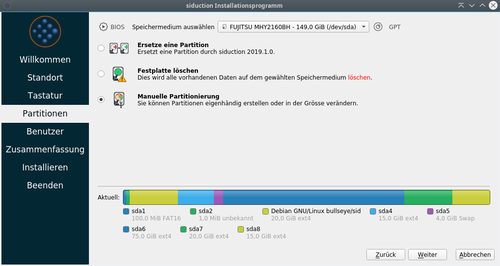 siduction Installationsprogramm
BIOS Speichermedium auswählen FUJITSU MHY2160BH - 149,0 GiB (/dev/sda) GPT
Willkommen
Standort
Tastatur
Partitionen
Benutzer
Zusammenfassung
Installieren
Beenden
Ersetze eine Partition
Ersetzt eine Partition durch siduction 2019.1.0.
Festplatte löschen
Dies wird alle vorhandenen Daten auf dem gewählten Speichermedium löschen.
Manuelle Partitionierung
Sie können Partitionen eigenhändig erstellen oder in der Grösse verändern.
Aktuell:
sda1 sda2 Debian GNU/Linux bullseye/sid sda4 sda5
100,0 MiB FAT16 1,0 MiB unbekannt 20,0 GiB ext4 15,0 GiB ext4 4,0 GiB Swap
sda6 sda7 sda8
75,0 GiB ext4 20,0 GiB ext4 15,0 GiB ext4
Zurück Weiter Abbrechen